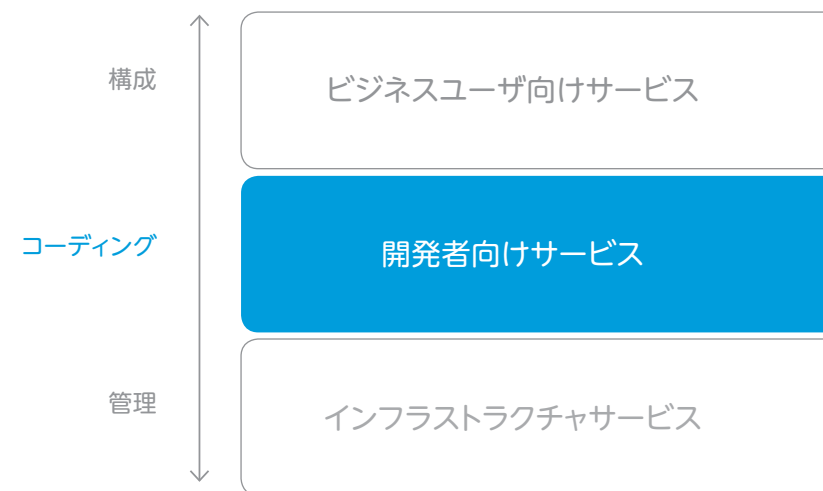 構成
ビジネスユーザ向けサービス
コーディング
開発者向けサービス
管理
インフラストラクチャサービス